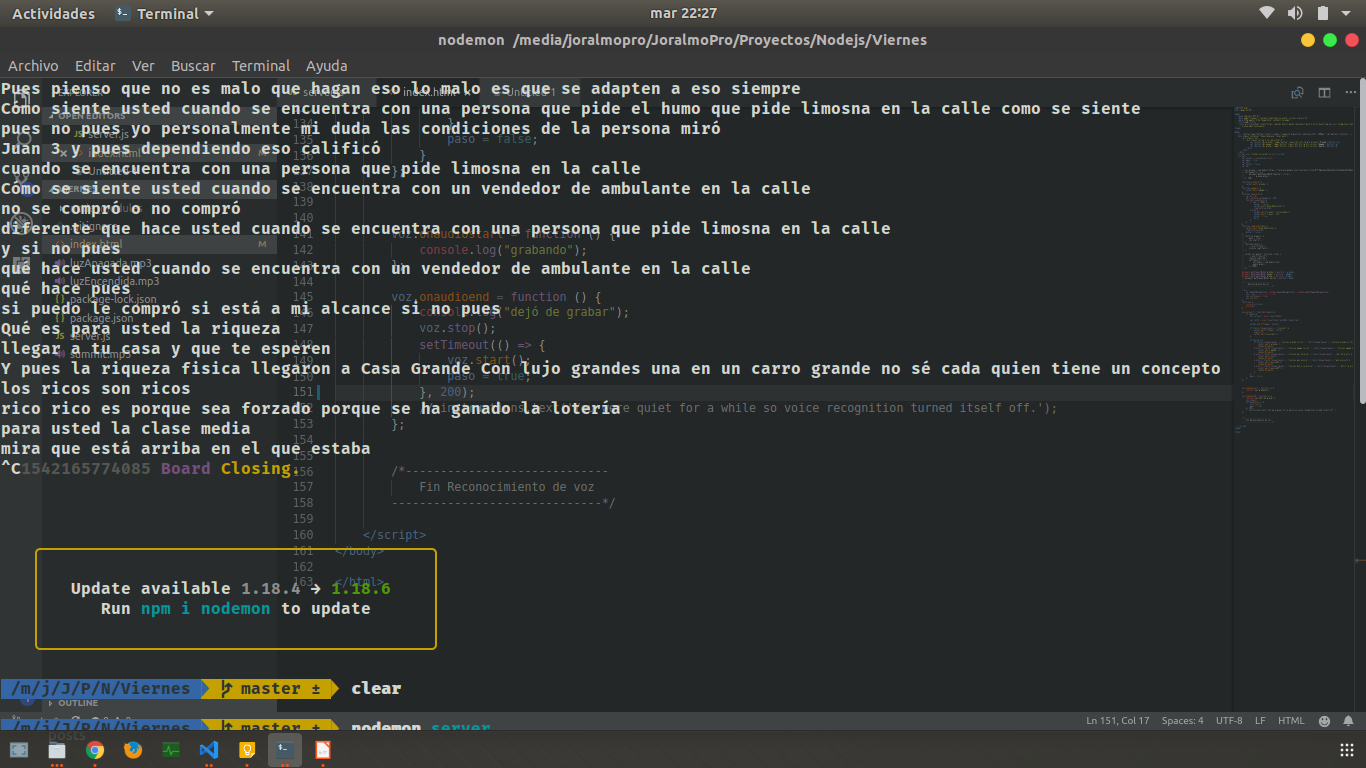 Actividades Terminal mar 22:27
nodemon /media/joralmopro/JoralmoPro/Proyectos/Nodejs/Viernes
Archivo Editar Ver Buscar Terminal Ayuda
Pues pienso que no es malo que hagan eso lo malo es que se adapten a eso siempre
Cómo siente usted cuando se encuentra con una persona que pide el humo que pide limosna en la calle como se siente
pues no pues yo personalmente mi duda las condiciones de la persona miró
Juan 3 y pues dependiendo eso calificó
cuando se encuentra con una persona que pide limosna en la calle
Cómo se siente usted cuando se encuentra con un vendedor de ambulante en la calle
no se compró o no compró
diferente que hace usted cuando se encuentra con una persona que pide limosna en la calle
y si no pues
qué hace usted cuando se encuentra con un vendedor de ambulante en la calle
qué hace pues
si puedo le compró si está a mi alcance si no pues
Qué es para usted la riqueza
llegar a tu casa y que te esperen
Y pues la riqueza fisica llegaron a Casa Grande Con lujo grandes una en un carro grande no sé cada quien tiene un concepto
los ricos son ricos
rico rico es porque sea forzado porque se ha ganado la lotería
para usted la clase media
mira que está arriba en el que estaba
^C1542165774085 Board Closing.
Update available 1.18.4 → 1.18.6
Run npm i nodemon to update
/m/j/J/P/N/Viernes master ± clear
/m/j/J/P/N/Viernes master ± nodemon server
OPEN EDITORS
server.js
index.html
index.html M
luzApagada.mp3
luzEncendida.mp3
package-lock.json
package.json
server.js
summit.mp3
OUTLINE
135 paso = false;
136 }
138
139
140
141 voz.onaudiostart = function () {
142 console.log("grabando");
144
145 voz.onaudioend = function () {
console.log("dejó de grabar");
147 voz.stop();
148 setTimeout(() => {
149 voz.start();
150 paso = true;
151 }, 200);
quiet for a while so voice recognition turned itself off.');
153 };
154
155
156 /*-----------------------------
157 Fin Reconocimiento de voz
158 ------------------------------*/
159
160 </script>
161 </body>
162
163 </html>
Ln 151, Col 17 Spaces: 4 UTF-8 LF HTML
posts